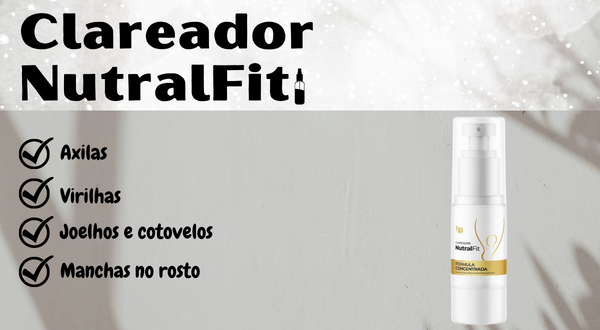 Clareador
NutralFit
Axilas
Virilhas
Joelhos e cotovelos
Manchas no rosto
CLAREADOR
NutralFit
FÓRMULA
CONCENTRADA